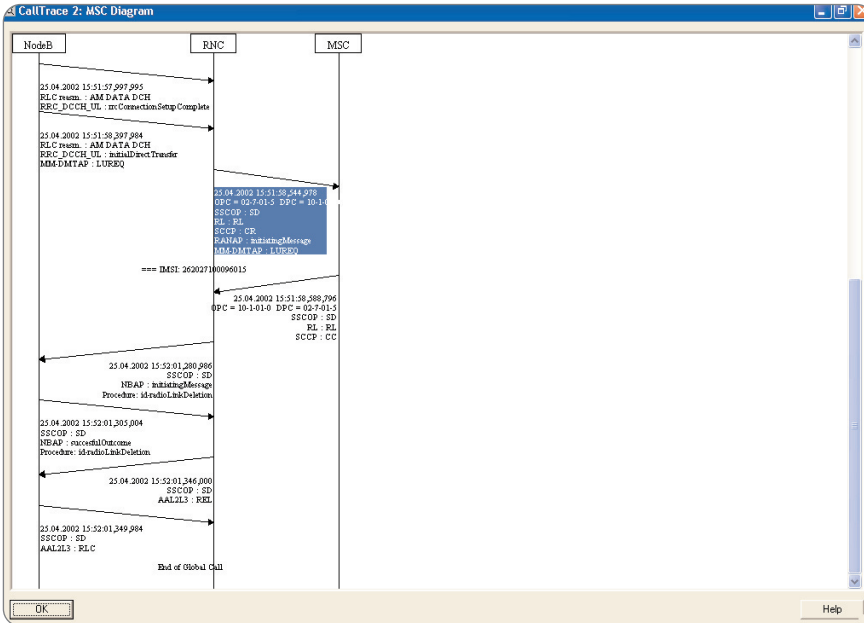 CallTrace 2: MSC Diagram
NodeB
RNC
MSC
25.04.2002 15:51:57,997,995
RLC reasm. : AM DATA DCH
RRC_DCCH_UL : rrcConnectionSetupComplete
25.04.2002 15:51:58,397,984
RLC reasm. : AM DATA DCH
RRC_DCCH_UL : initialDirectTransfer
MM-DMTAP : LUREQ
25.04.2002 15:51:58,544,978
OPC = 02-7-01-5 DPC = 10-1-0
SSCOP : SD
RL : RL
SCCP : CR
RANAP : initiatingMessage
MM-DMTAP : LUREQ
=== IMSI: 262027100096015
25.04.2002 15:51:58,588,796
OPC = 10-1-01-0 DPC = 02-7-01-5
SSCOP : SD
RL : RL
SCCP : CC
25.04.2002 15:52:01,280,986
SSCOP : SD
NBAP : initiatingMessage
Procedure: id-radioLinkDeletion
25.04.2002 15:52:01,305,004
SSCOP : SD
NBAP : succesfulOutcome
Procedure: id-radioLinkDeletion
25.04.2002 15:52:01,346,000
SSCOP : SD
AAL2L3 : REL
25.04.2002 15:52:01,349,984
SSCOP : SD
AAL2L3 : RLC
End of Global Call
OK
Help